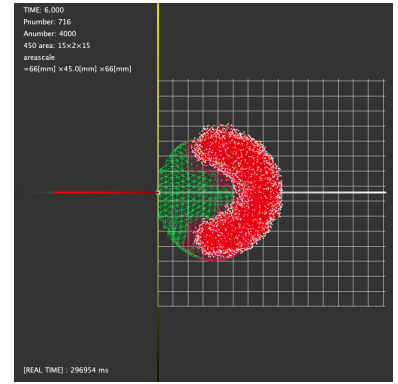 TIME: 6.000
Pnumber: 716
Anumber: 4000
450 area: 15×2×15
areascale
=66[mm] ×45.0[mm] ×66[mm]
[REAL TIME] : 296954 ms